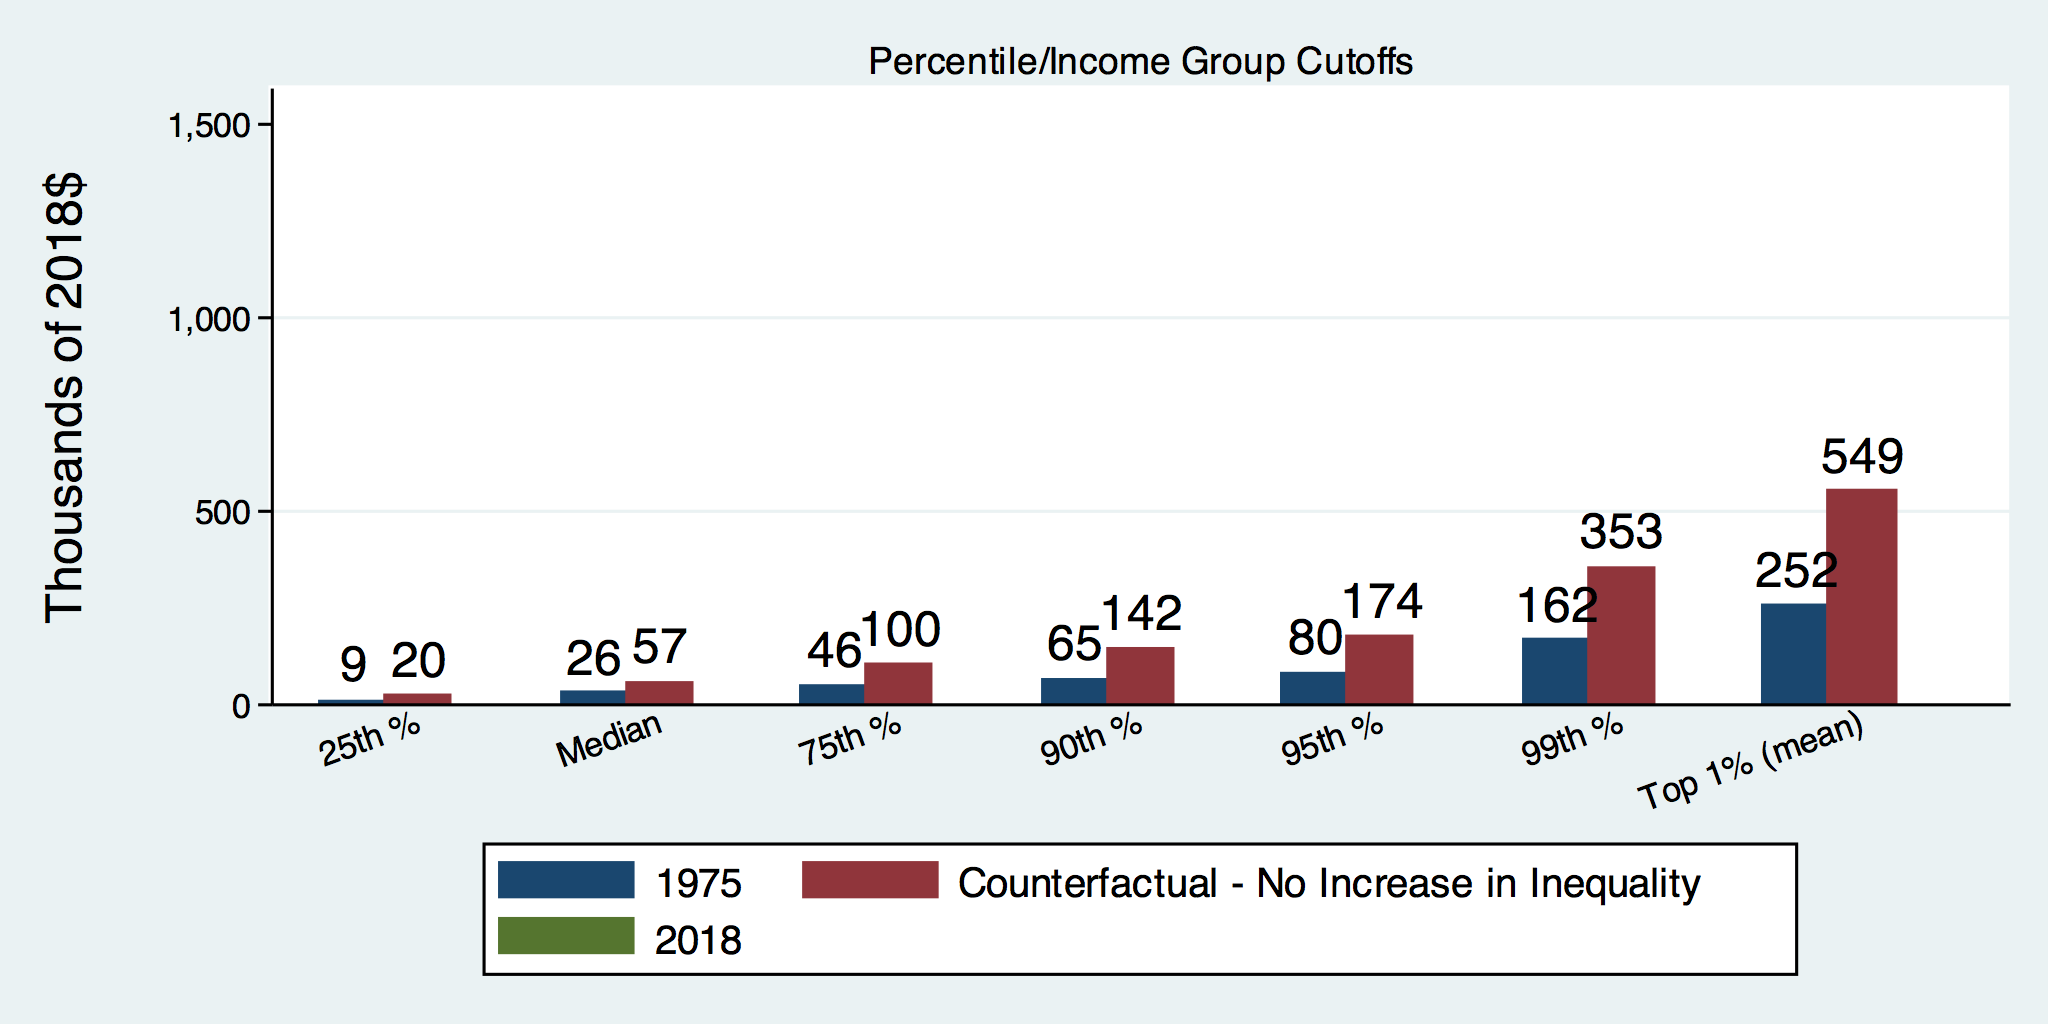 Percentile/Income Group Cutoffs
Thousands of 2018$
1,500
1,000
500
0
9 20
26 57
46 100
65 142
80 174
162 353
252 549
25th %
Median
75th %
90th %
95th %
99th %
Top 1% (mean)
1975
Counterfactual - No Increase in Inequality
2018